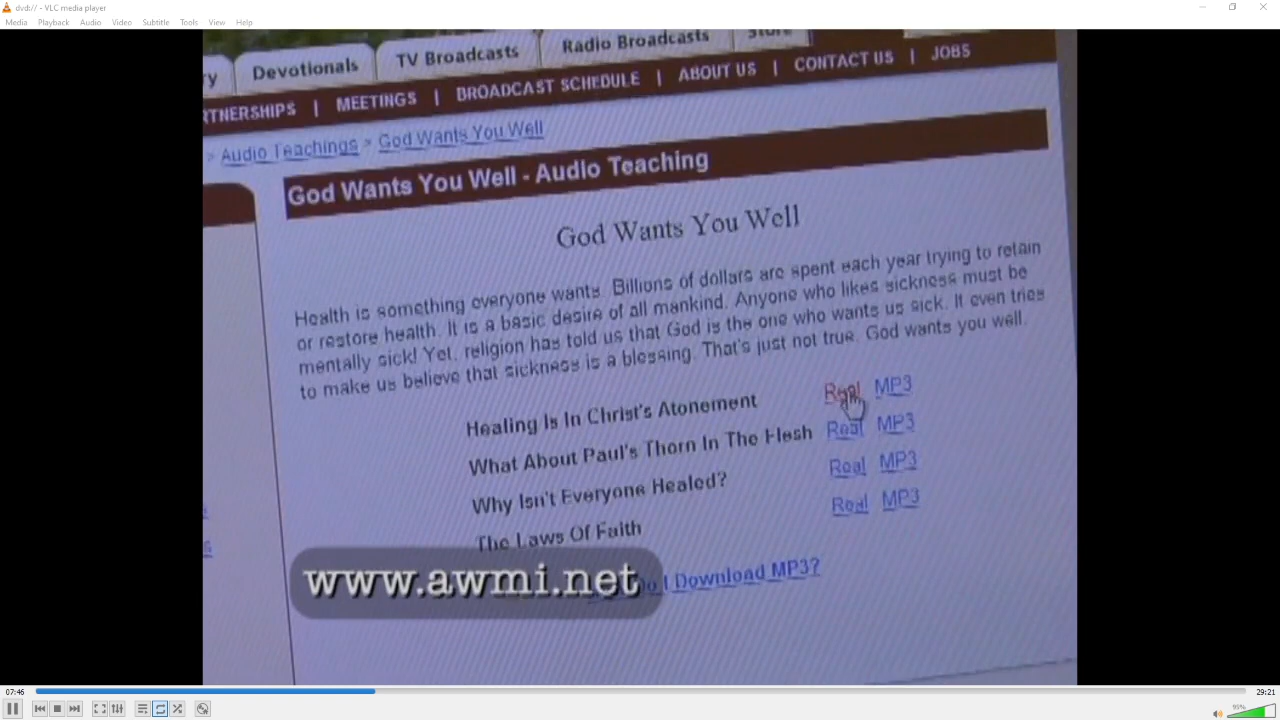 dvd:// - VLC media player
Media Playback Audio Video Subtitle Tools View Help
ry Devotionals TV Broadcasts Radio Broadcasts Store
RTNERSHIPS | MEETINGS | BROADCAST SCHEDULE | ABOUT US | CONTACT US | JOBS
> Audio Teachings > God Wants You Well
God Wants You Well - Audio Teaching
God Wants You Well
Health is something everyone wants. Billions of dollars are spent each year trying to retain
or restore health. It is a basic desire of all mankind. Anyone who likes sickness must be
mentally sick! Yet, religion has told us that God is the one who wants us sick. It even tries
to make us believe that sickness is a blessing. That's just not true. God wants you well.
Healing Is In Christ's Atonement Real MP3
What About Paul's Thorn In The Flesh Real MP3
Why Isn't Everyone Healed? Real MP3
The Laws Of Faith Real MP3
www.awmi.net
Do I Download MP3?
07:46 29:21
95%